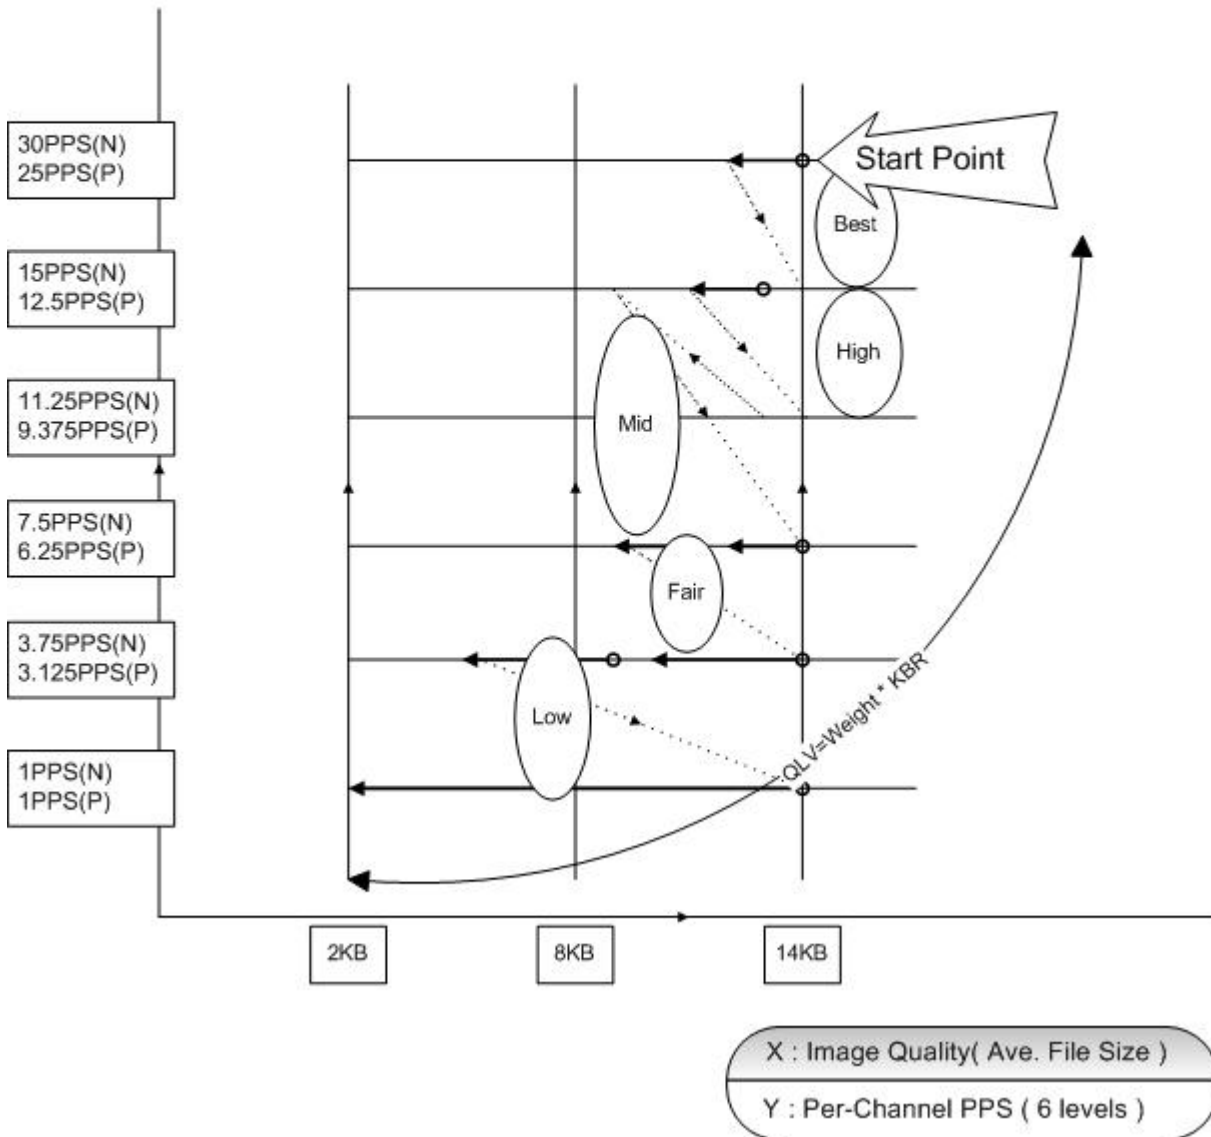 30PPS(N)
25PPS(P)
Start Point
Best
15PPS(N)
12.5PPS(P)
High
11.25PPS(N)
9.375PPS(P)
Mid
7.5PPS(N)
6.25PPS(P)
Fair
3.75PPS(N)
3.125PPS(P)
Low
QLV=Weight * KBR
1PPS(N)
1PPS(P)
2KB
8KB
14KB
X : Image Quality( Ave. File Size )
Y : Per-Channel PPS ( 6 levels )